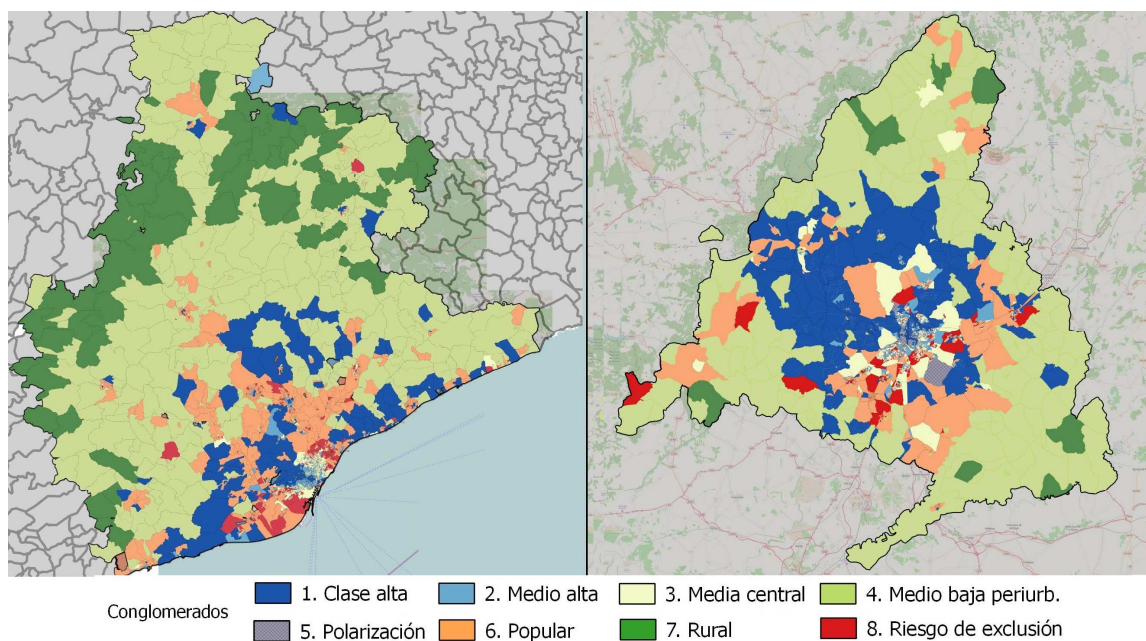 1. Clase alta 2. Medio alta 3. Media central 4. Medio baja periurb.
Conglomerados
5. Polarización 6. Popular 7. Rural 8. Riesgo de exclusión